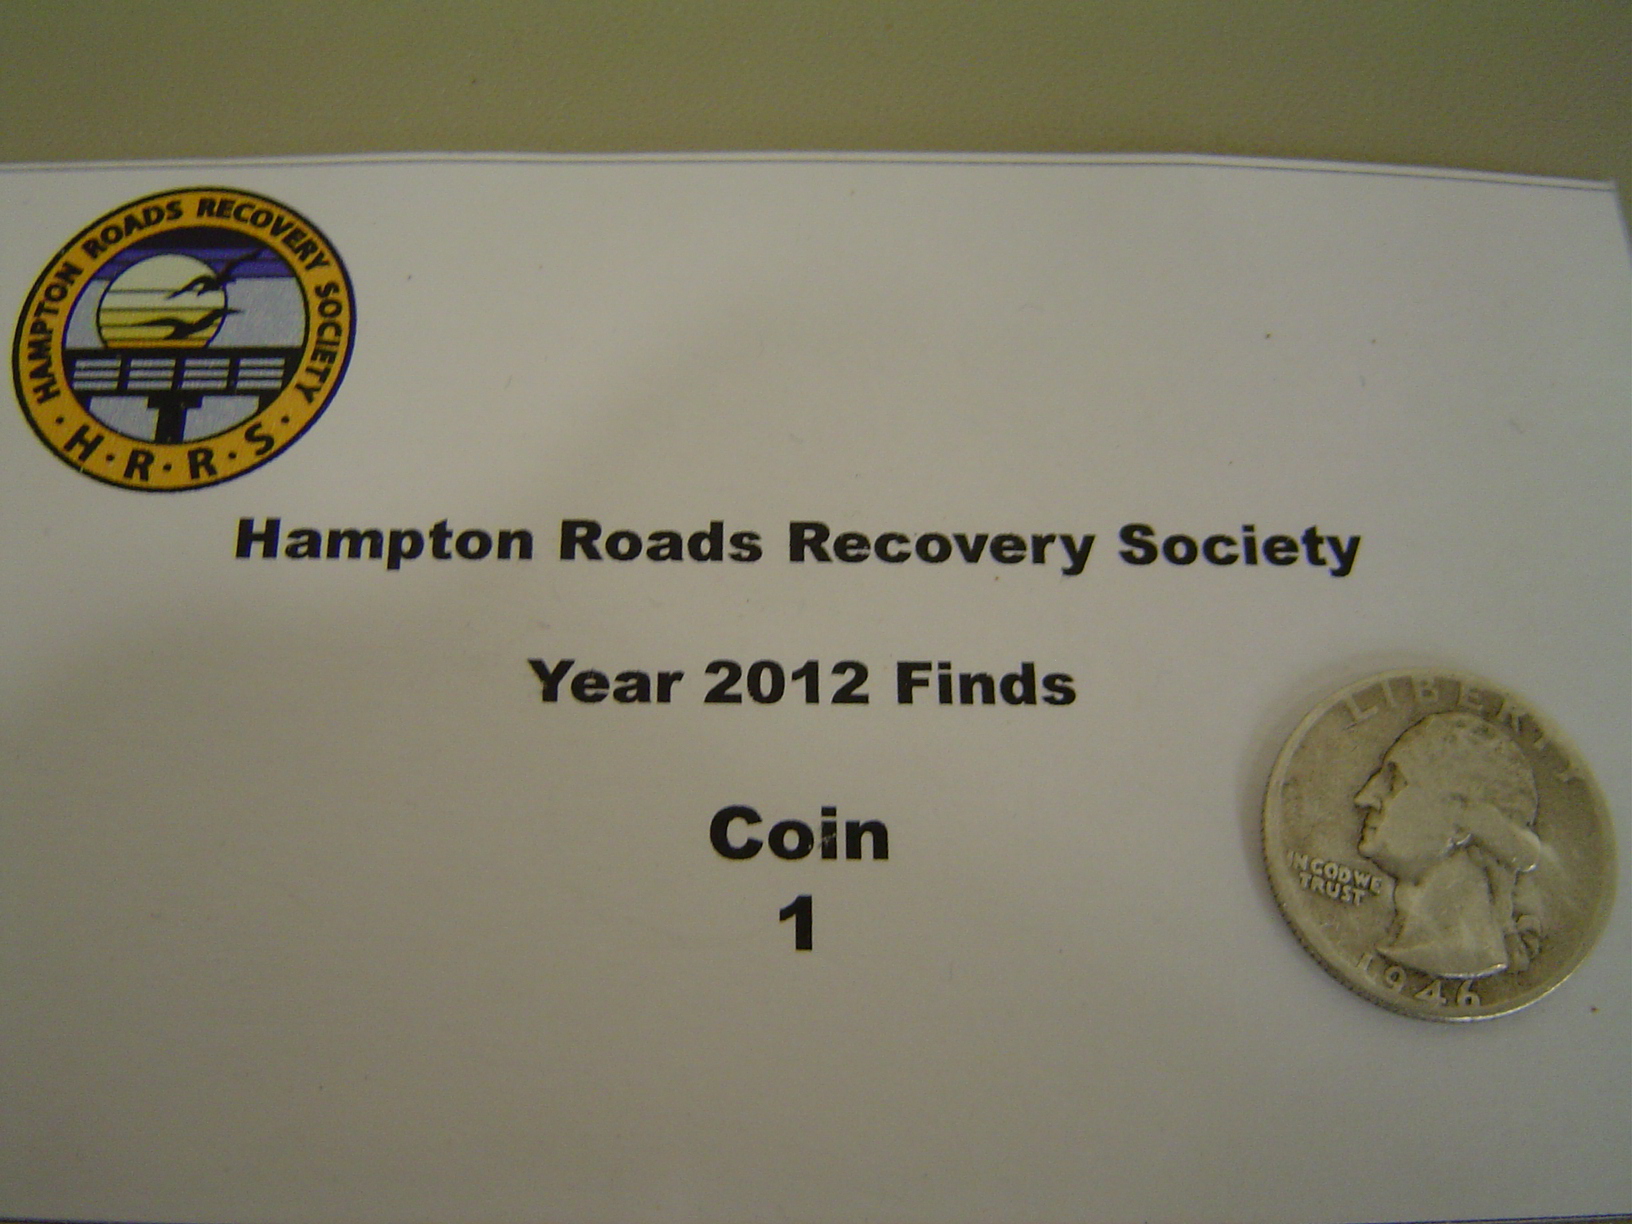 HAMPTON ROADS RECOVERY SOCIETY
· H · R · R · S ·
Hampton Roads Recovery Society
Year 2012 Finds
Coin
1
LIBERTY
IN GOD WE
TRUST
1946